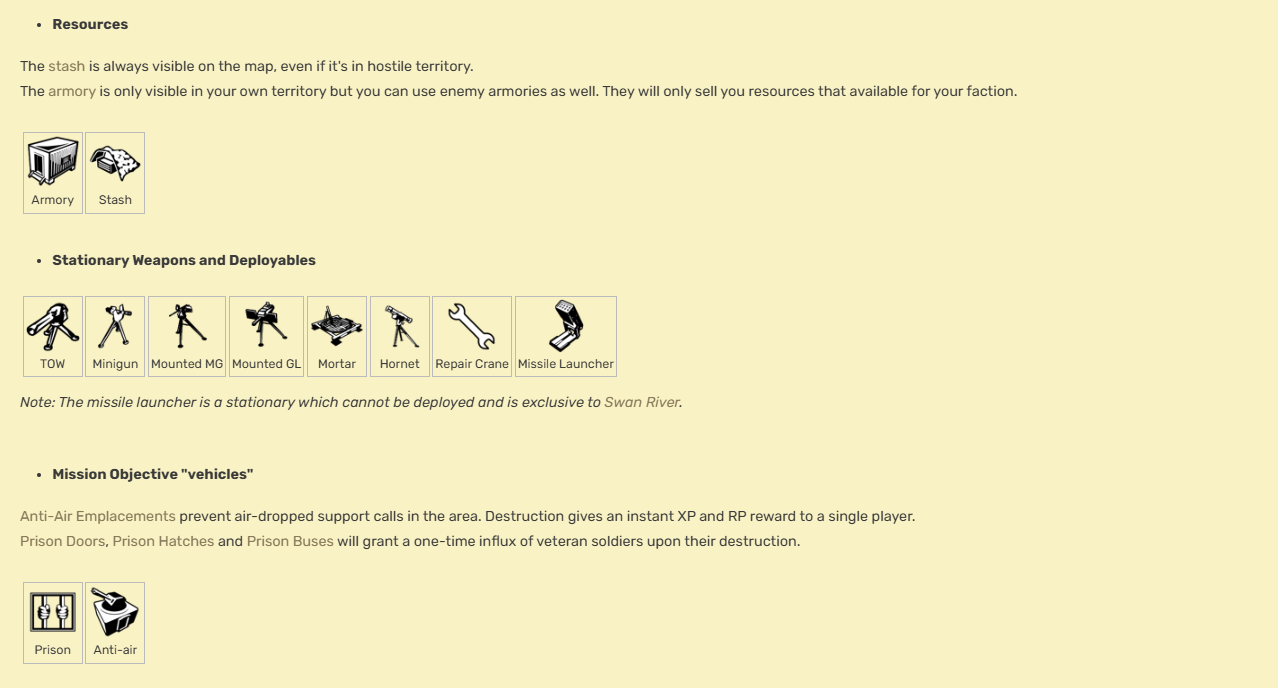 Resources
The stash is always visible on the map, even if it's in hostile territory.
The armory is only visible in your own territory but you can use enemy armories as well. They will only sell you resources that available for your faction.
Armory Stash
Stationary Weapons and Deployables
TOW Minigun Mounted MG Mounted GL Mortar Hornet Repair Crane Missile Launcher
Note: The missile launcher is a stationary which cannot be deployed and is exclusive to Swan River.
Mission Objective "vehicles"
Anti-Air Emplacements prevent air-dropped support calls in the area. Destruction gives an instant XP and RP reward to a single player.
Prison Doors, Prison Hatches and Prison Buses will grant a one-time influx of veteran soldiers upon their destruction.
Prison Anti-air